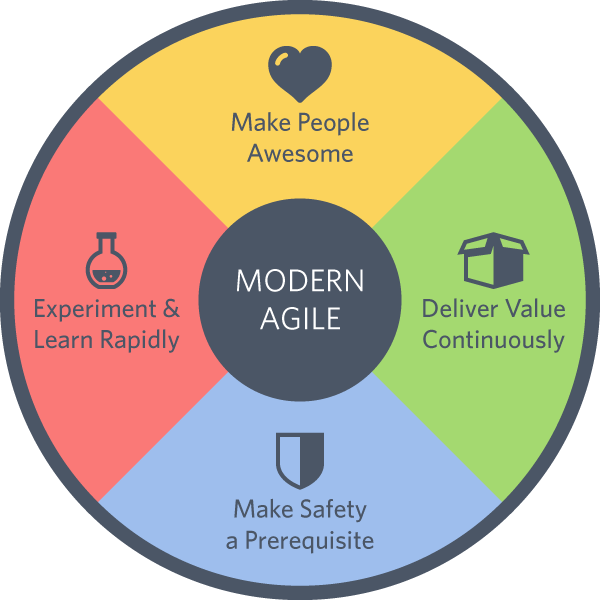 Make People
Awesome
Experiment &
Learn Rapidly
MODERN
AGILE
Deliver Value
Continuously
Make Safety
a Prerequisite